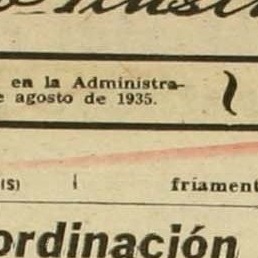 en la Administra-
agosto de 1935.
(S)
friament
ordinación